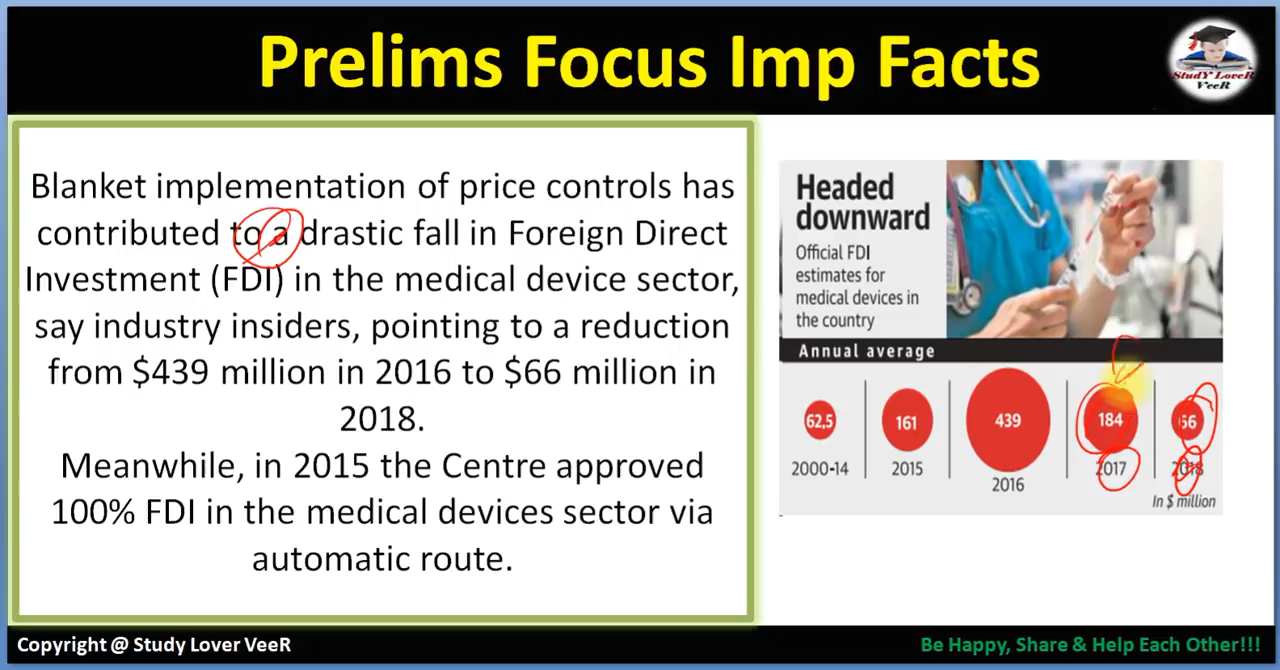 Prelims Focus Imp Facts
StudY LoveR
VeeR
Blanket implementation of price controls has
contributed to a drastic fall in Foreign Direct
Investment (FDI) in the medical device sector,
say industry insiders, pointing to a reduction
from $439 million in 2016 to $66 million in
2018.
Meanwhile, in 2015 the Centre approved
100% FDI in the medical devices sector via
automatic route.
Headed
downward
Official FDI
estimates for
medical devices in
the country
Annual average
62.5 161 439 184 66
2000-14 2015 2016 2017 2018
In $ million
Copyright @ Study Lover VeeR
Be Happy, Share & Help Each Other!!!